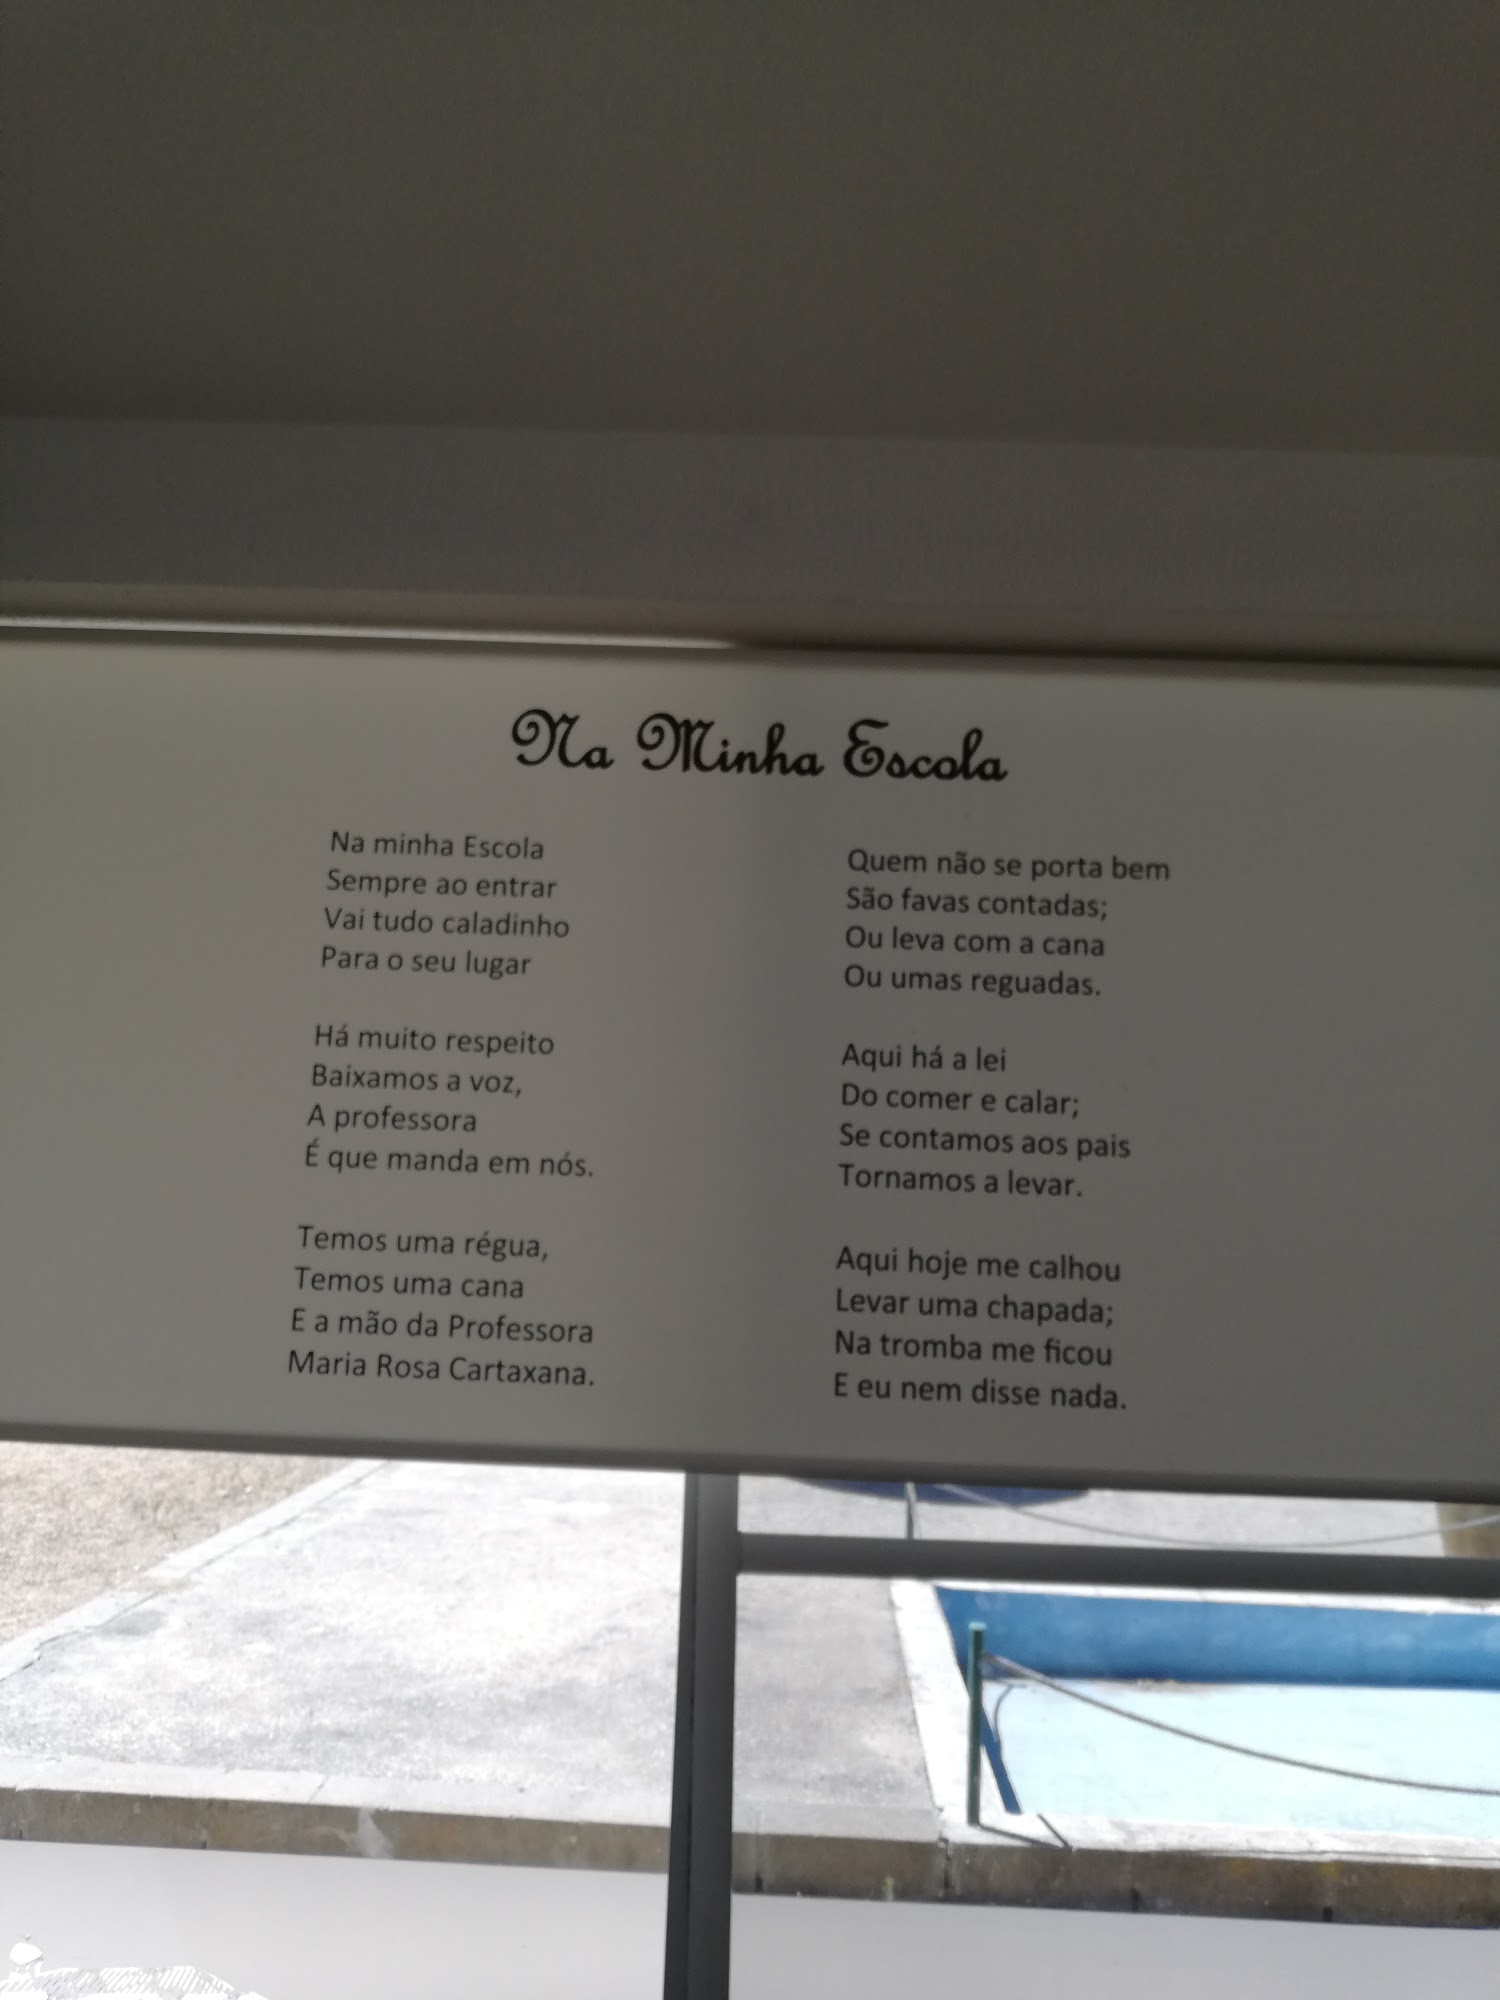 Na Minha Escola
Na minha Escola
Sempre ao entrar
Vai tudo caladinho
Para o seu lugar
Há muito respeito
Baixamos a voz,
A professora
É que manda em nós.
Temos uma régua,
Temos uma cana
E a mão da Professora
Maria Rosa Cartaxana.
Quem não se porta bem
São favas contadas;
Ou leva com a cana
Ou umas reguadas.
Aqui há a lei
Do comer e calar;
Se contamos aos pais
Tornamos a levar.
Aqui hoje me calhou
Levar uma chapada;
Na tromba me ficou
E eu nem disse nada.